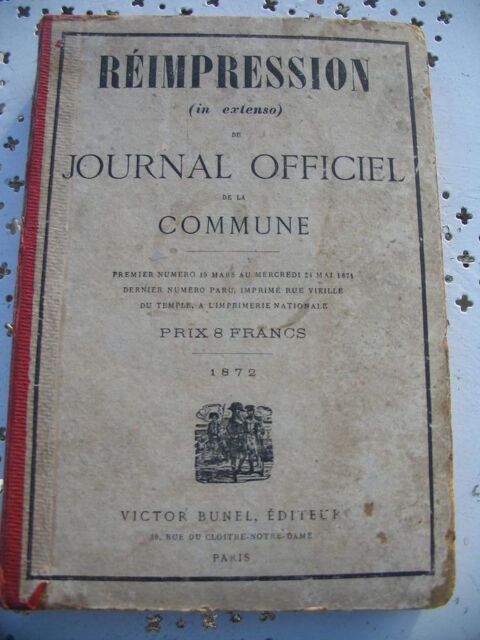 RÉIMPRESSION
(in extenso)
DU
JOURNAL OFFICIEL
DE LA
COMMUNE
PREMIER NUMERO 19 MARS AU MERCREDI 24 MAI 1871
DERNIER NUMÉRO PARU, IMPRIMÉ RUE VIEILLE
DU TEMPLE, A L'IMPRIMERIE NATIONALE
PRIX 8 FRANCS
1872
VICTOR BUNEL, ÉDITEUR
RUE DU CLOITRE-NOTRE-DAME
PARIS